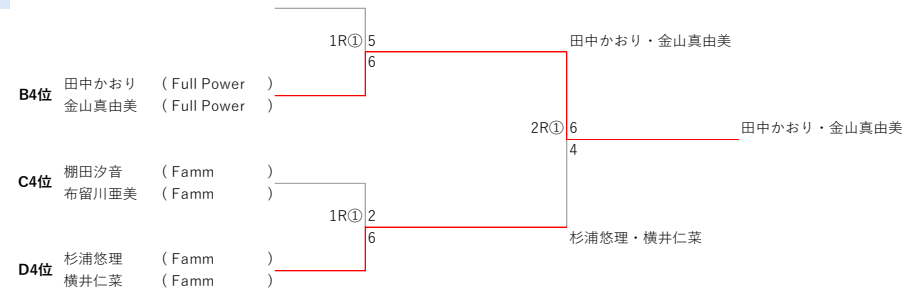 1R① 5 田中かおり・金山真由美
6
B4位 田中かおり ( Full Power )
金山真由美 ( Full Power )
2R① 6 田中かおり・金山真由美
4
C4位 棚田汐音 ( Famm )
布留川亜美 ( Famm )
1R① 2
6 杉浦悠理・横井仁菜
D4位 杉浦悠理 ( Famm )
横井仁菜 ( Famm )